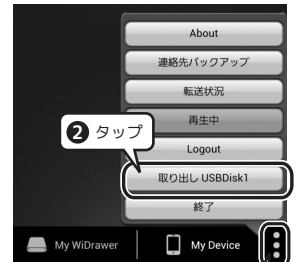 About
連絡先バックアップ
転送状況
再生中
Logout
❷ タップ
取り出し USBDisk1
終了
My WiDrawer
My Device